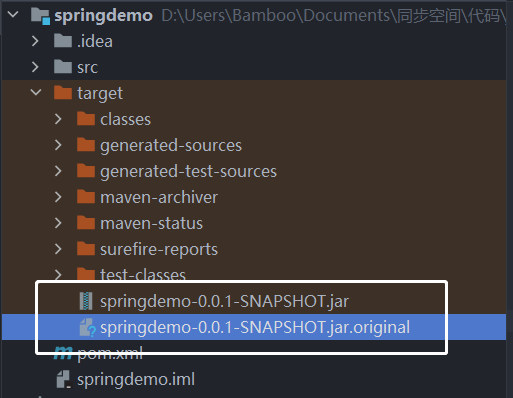 springdemo D:\Users\Bamboo\Documents\同步空间\代码\
.idea
src
target
classes
generated-sources
generated-test-sources
maven-archiver
maven-status
surefire-reports
test-classes
springdemo-0.0.1-SNAPSHOT.jar
springdemo-0.0.1-SNAPSHOT.jar.original
pom.xml
springdemo.iml